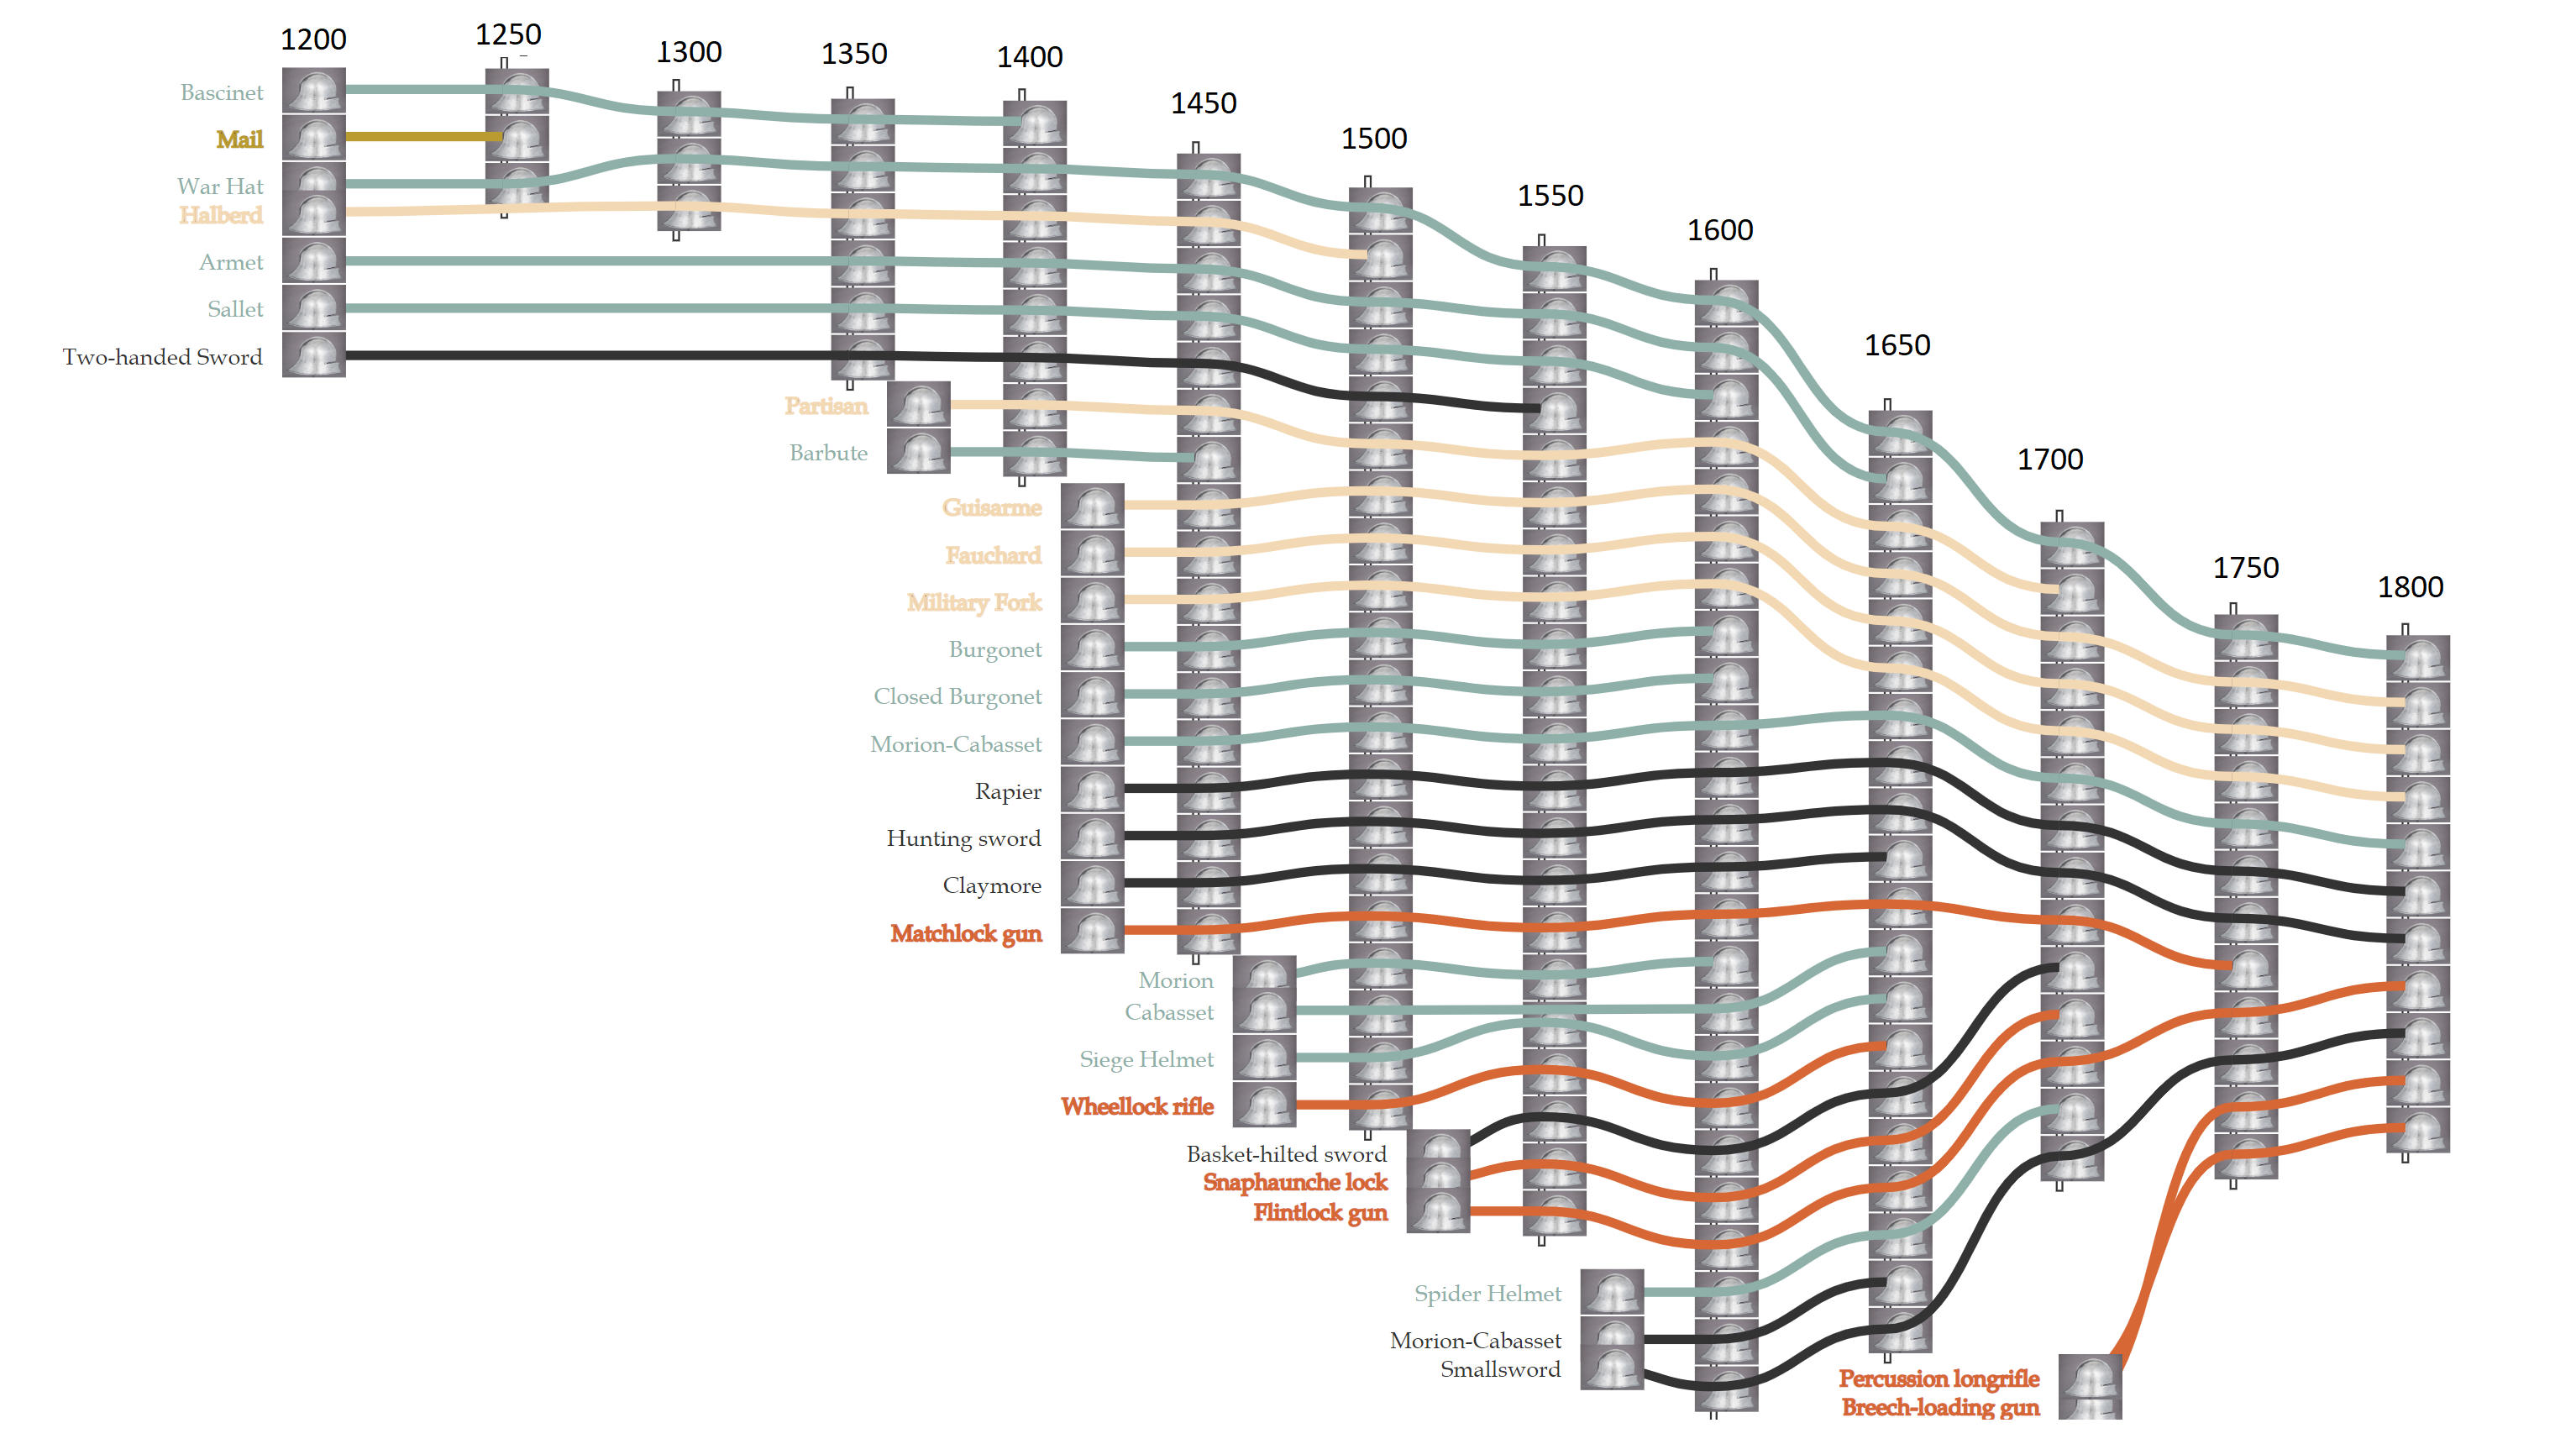 1200
1250
1300
1350
1400
1450
1500
1550
1600
1650
1700
1750
1800
Bascinet
Mail
War Hat
Halberd
Armet
Sallet
Two-handed Sword
Partisan
Barbute
Guisarme
Fauchard
Military Fork
Burgonet
Closed Burgonet
Morion-Cabasset
Rapier
Hunting sword
Claymore
Matchlock gun
Morion
Cabasset
Siege Helmet
Wheellock rifle
Basket-hilted sword
Snaphaunche lock
Flintlock gun
Spider Helmet
Morion-Cabasset
Smallsword
Percussion longrifle
Breech-loading gun